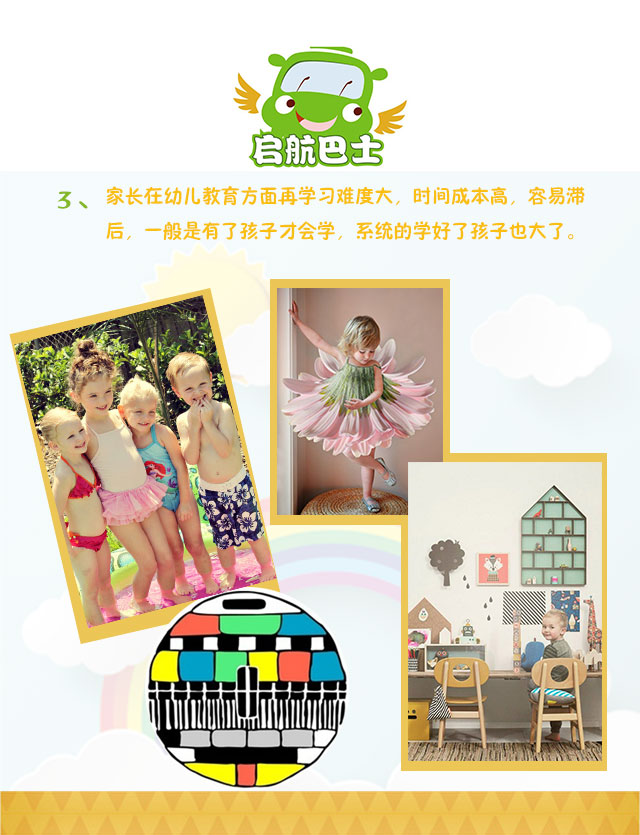 启航巴士
3、家长在幼儿教育方面再学习难度大，时间成本高，容易滞
后，一般是有了孩子才会学，系统的学好了孩子也大了。